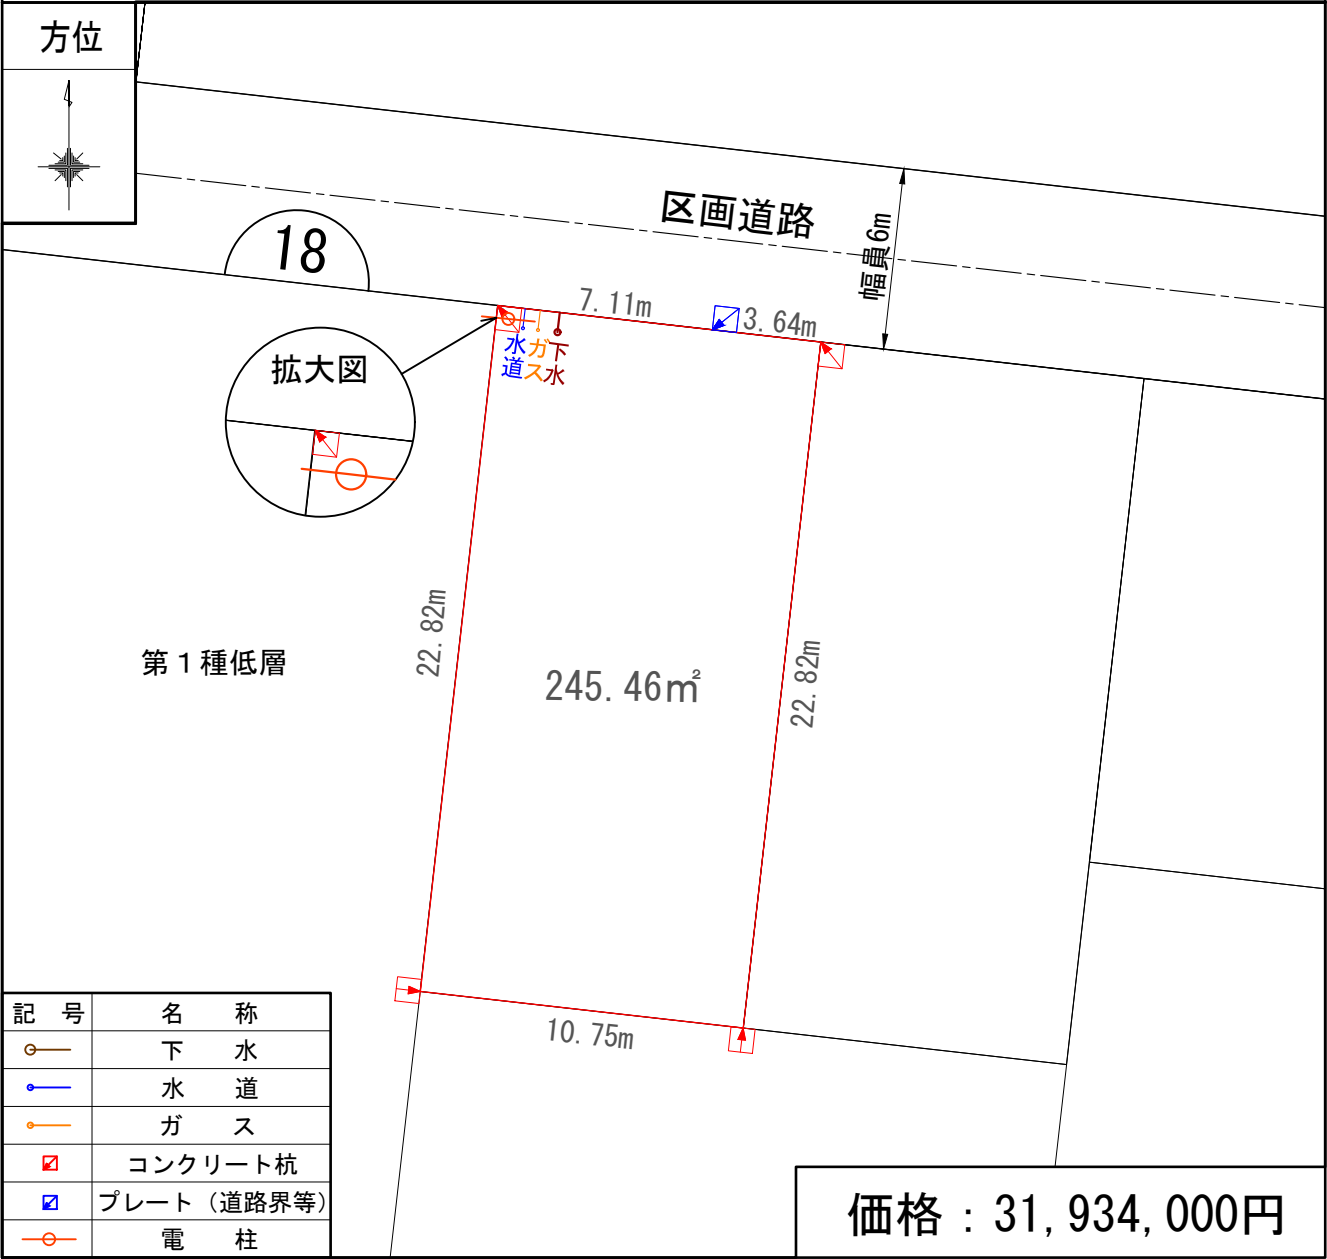 方位
区画道路
幅員6m
18
7.11m
3.64m
水道
ガス
下水
拡大図
22.82m
22.82m
第1種低層
245.46㎡
10.75m
記 号 名 称
下 水
水 道
ガ ス
コンクリート杭
プレート（道路界等）
電 柱
価格：31,934,000円